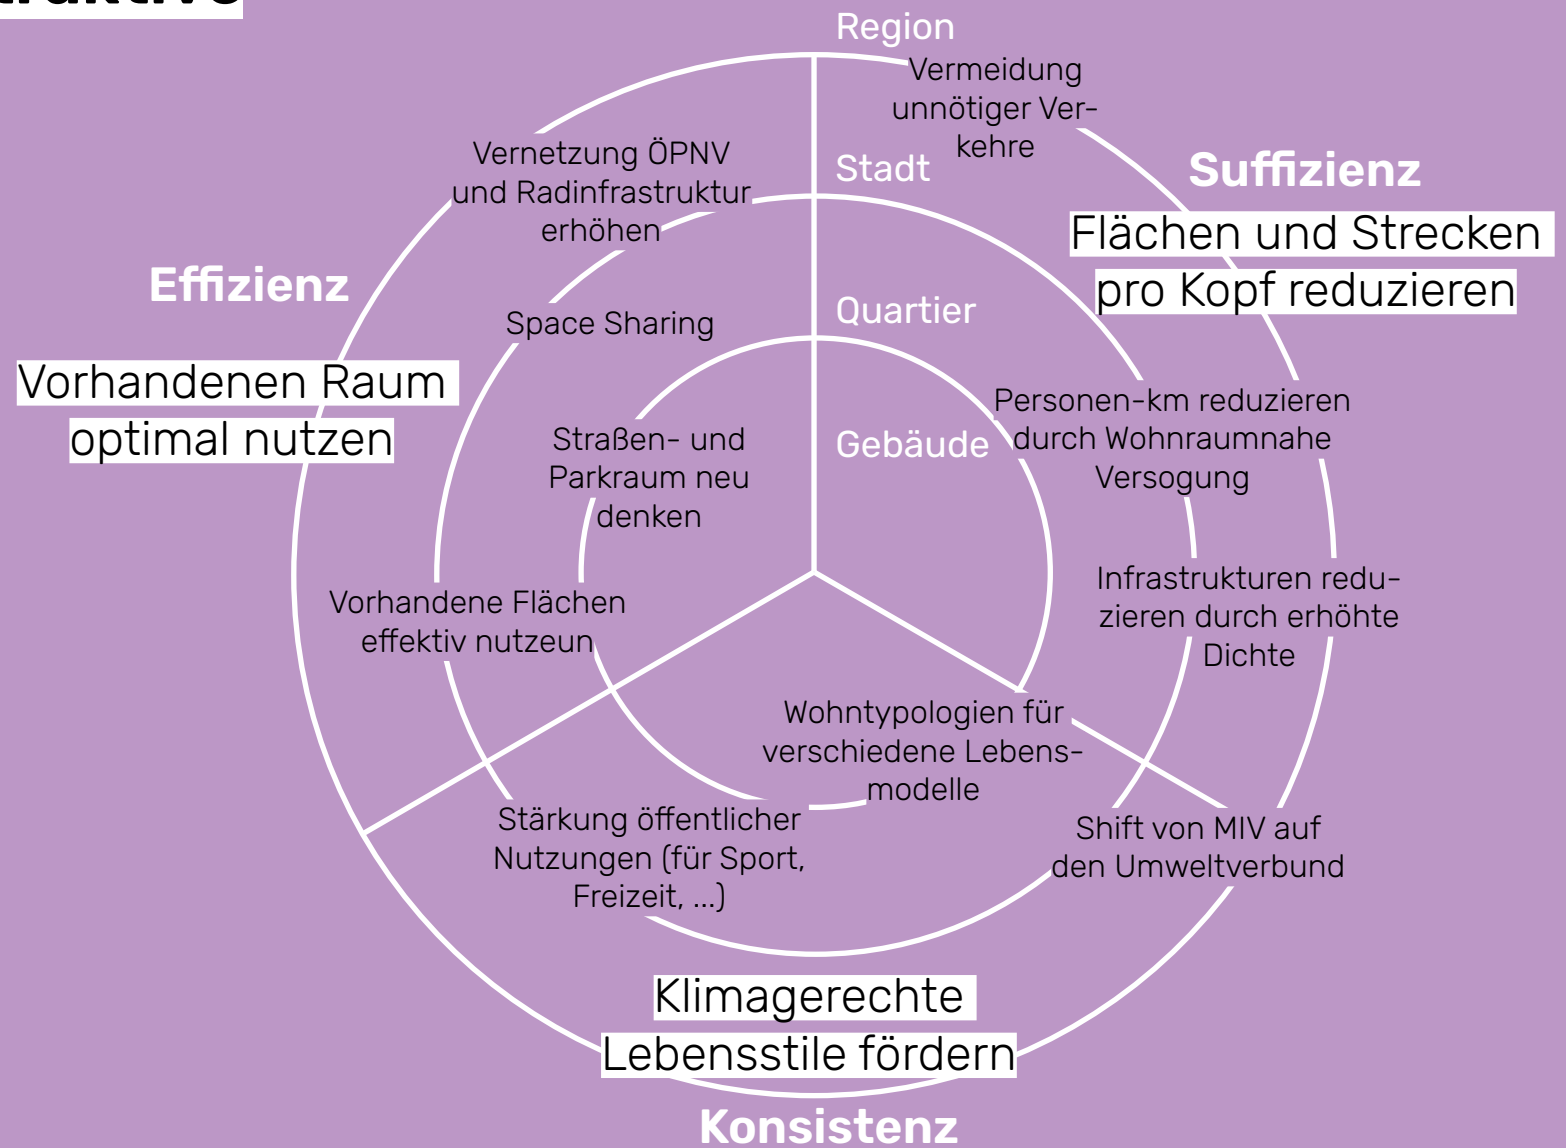 Region
Vermeidung
unnötiger Ver-
kehre
Vernetzung ÖPNV
und Radinfrastruktur
erhöhen
Stadt
Suffizienz
Flächen und Strecken
pro Kopf reduzieren
Effizienz
Vorhandenen Raum
optimal nutzen
Space Sharing
Quartier
Personen-km reduzieren
durch Wohnraumnahe
Versogung
Straßen- und
Parkraum neu
denken
Gebäude
Vorhandene Flächen
effektiv nutzeun
Infrastrukturen redu-
zieren durch erhöhte
Dichte
Wohntypologien für
verschiedene Lebens-
modelle
Stärkung öffentlicher
Nutzungen (für Sport,
Freizeit, ...)
Shift von MIV auf
den Umweltverbund
Klimagerechte
Lebensstile fördern
Konsistenz